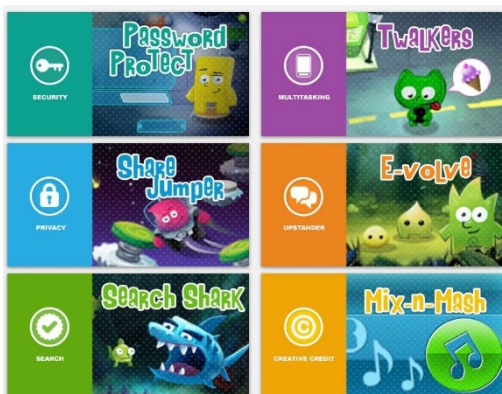 Password
Protect
SECURITY
Twalkers
MULTITASKING
Share
Jumper
PRIVACY
E-volve
UPSTANDER
Search Shark
SEARCH
Mix-n-Mash
©
CREATIVE CREDIT